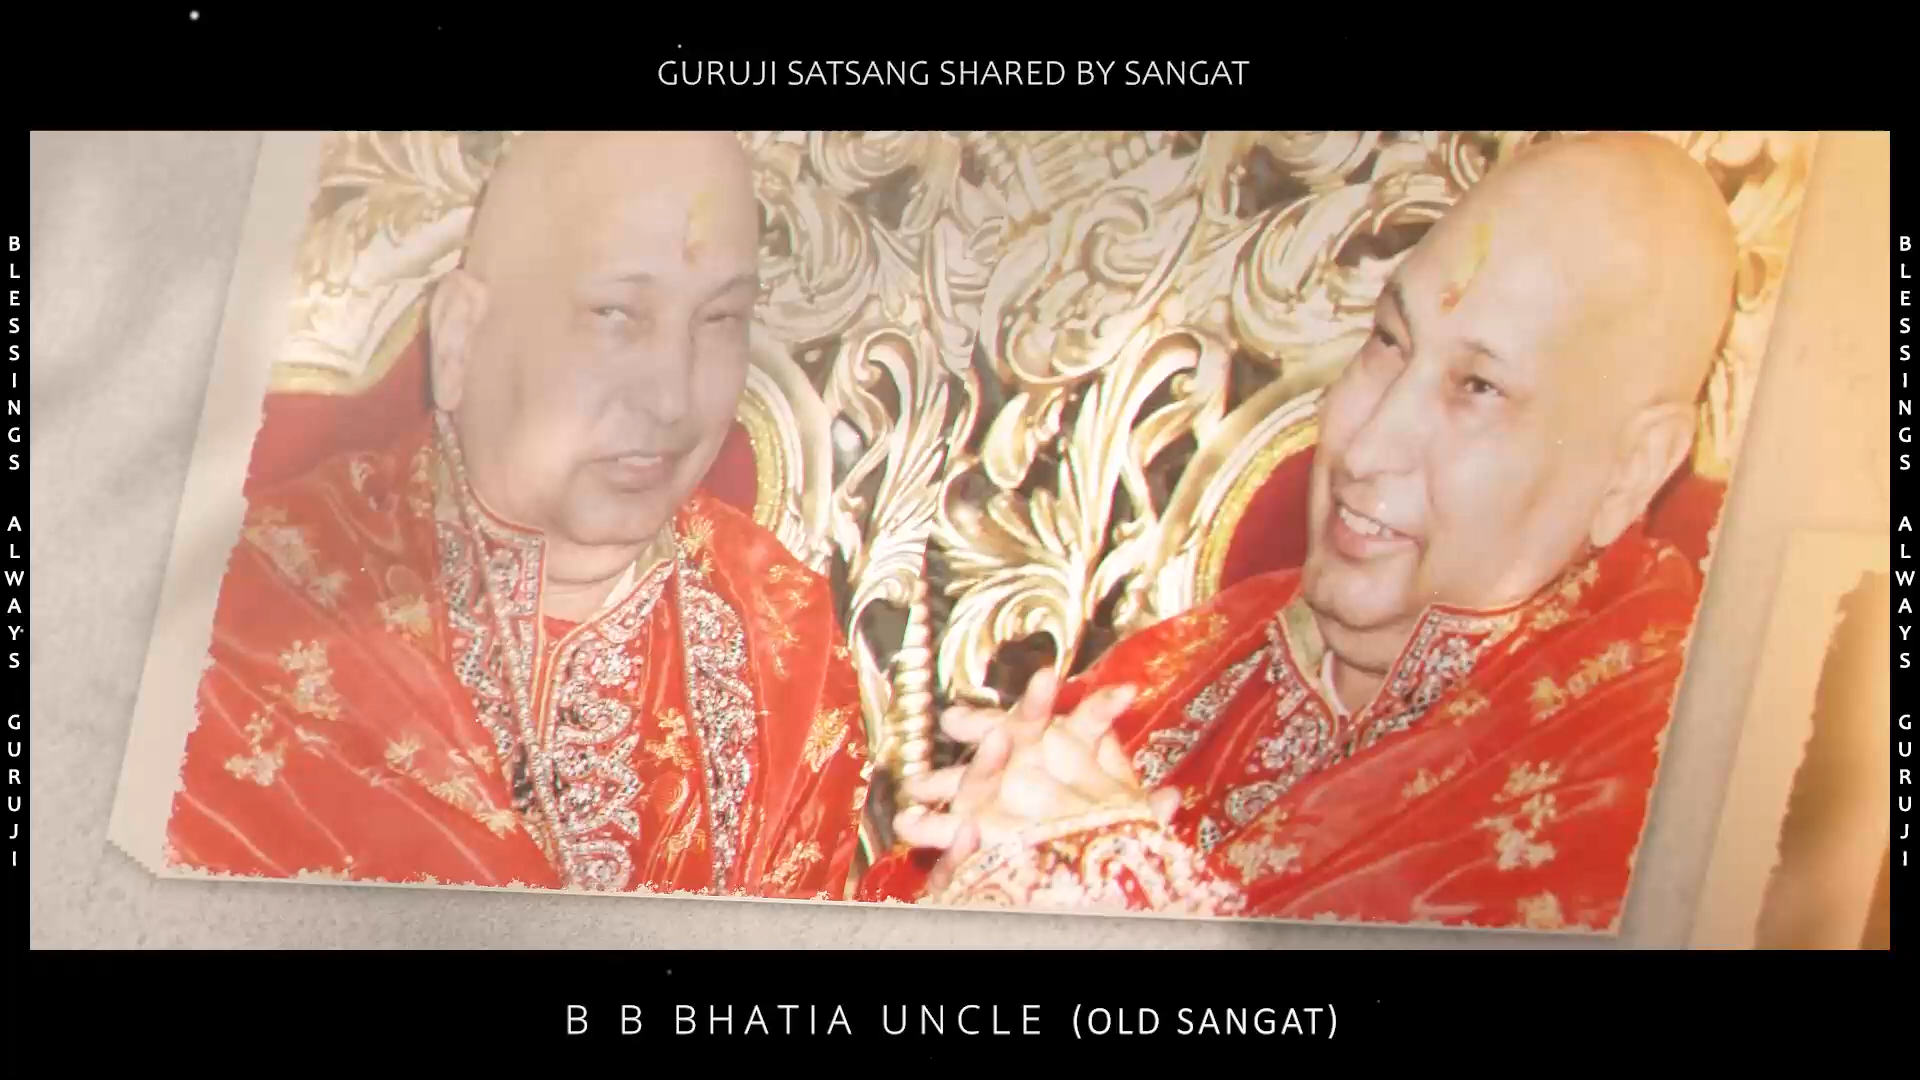 GURUJI SATSANG SHARED BY SANGAT
BLESSINGS ALWAYS GURUJI
BLESSINGS ALWAYS GURUJI
B B BHATIA UNCLE (OLD SANGAT)